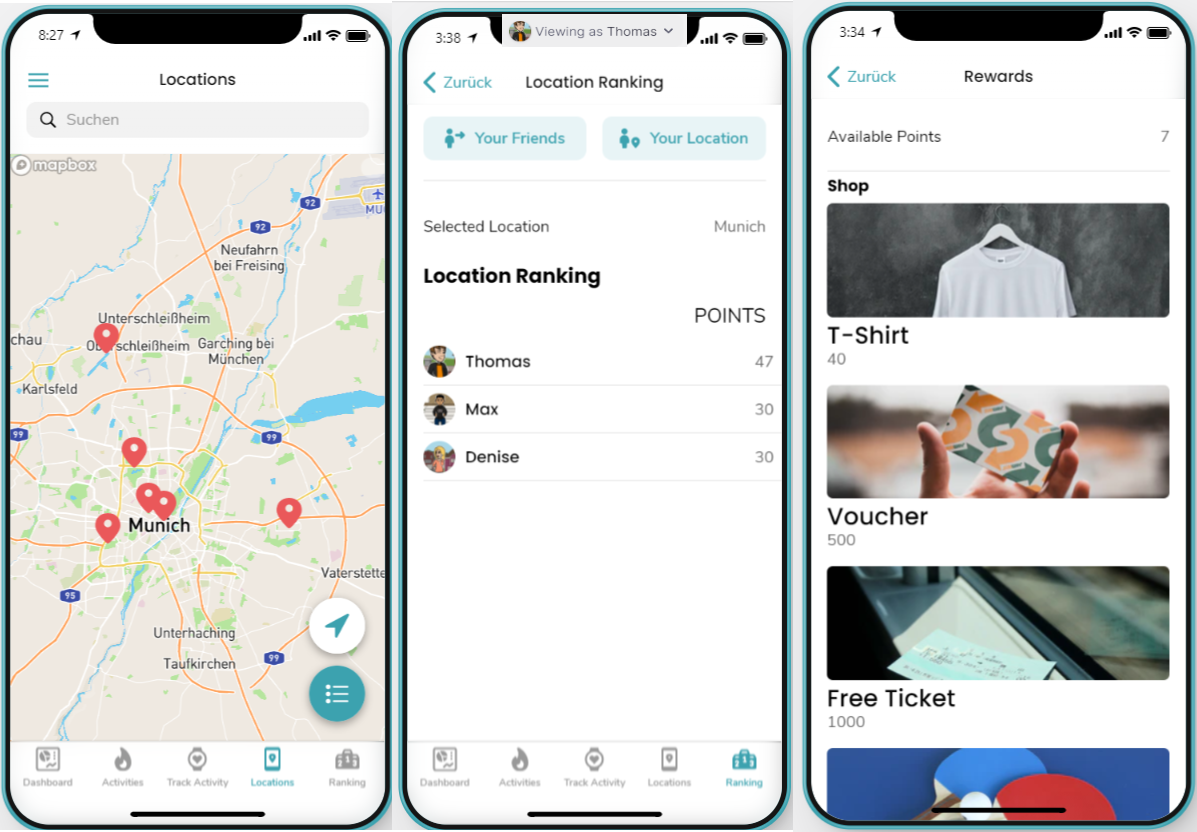 8:27
Locations
Suchen
mapbox
92
MU
92
Neufahrn
bei Freising
Unterschleißheim
chau
schleißheim
Garching bei
München
Karlsfeld
99
99
Munich
Vaterstette
95
Unterhaching
Taufkirchen
99
Dashboard
Activities
Track Activity
Locations
Ranking
3:38
Viewing as Thomas
Zurück
Location Ranking
Your Friends
Your Location
Selected Location
Munich
Location Ranking
POINTS
Thomas 47
Max 30
Denise 30
Dashboard
Activities
Track Activity
Locations
Ranking
3:34
Zurück
Rewards
Available Points 7
Shop
T-Shirt
40
Voucher
500
Free Ticket
1000